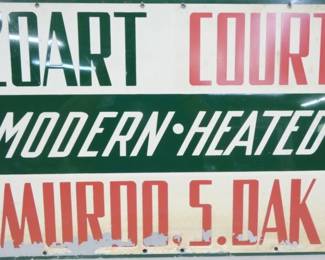 ZOART COURT
MODERN • HEATED
MURDO S. DAK